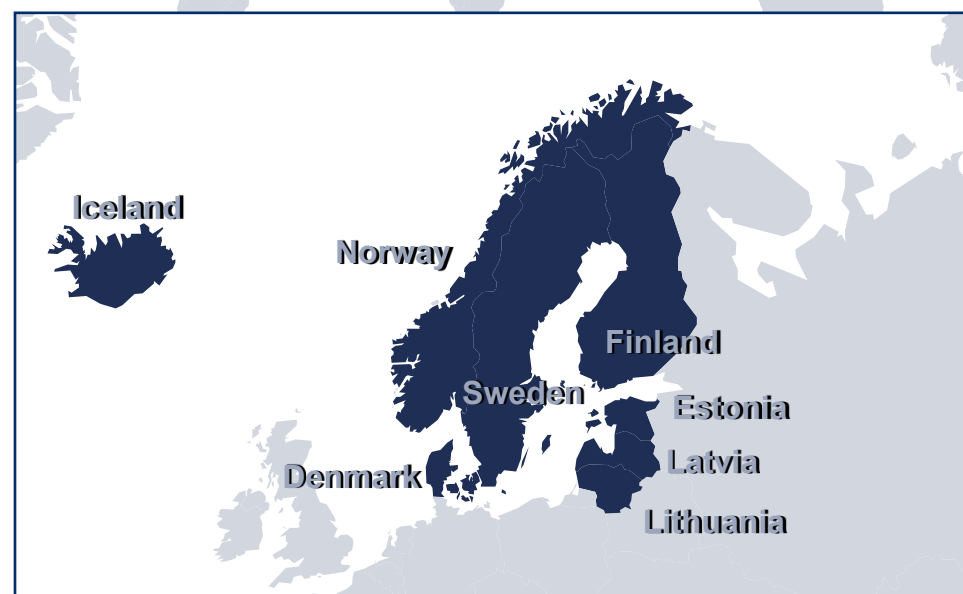 Iceland
Norway
Finland
Sweden
Estonia
Latvia
Denmark
Lithuania